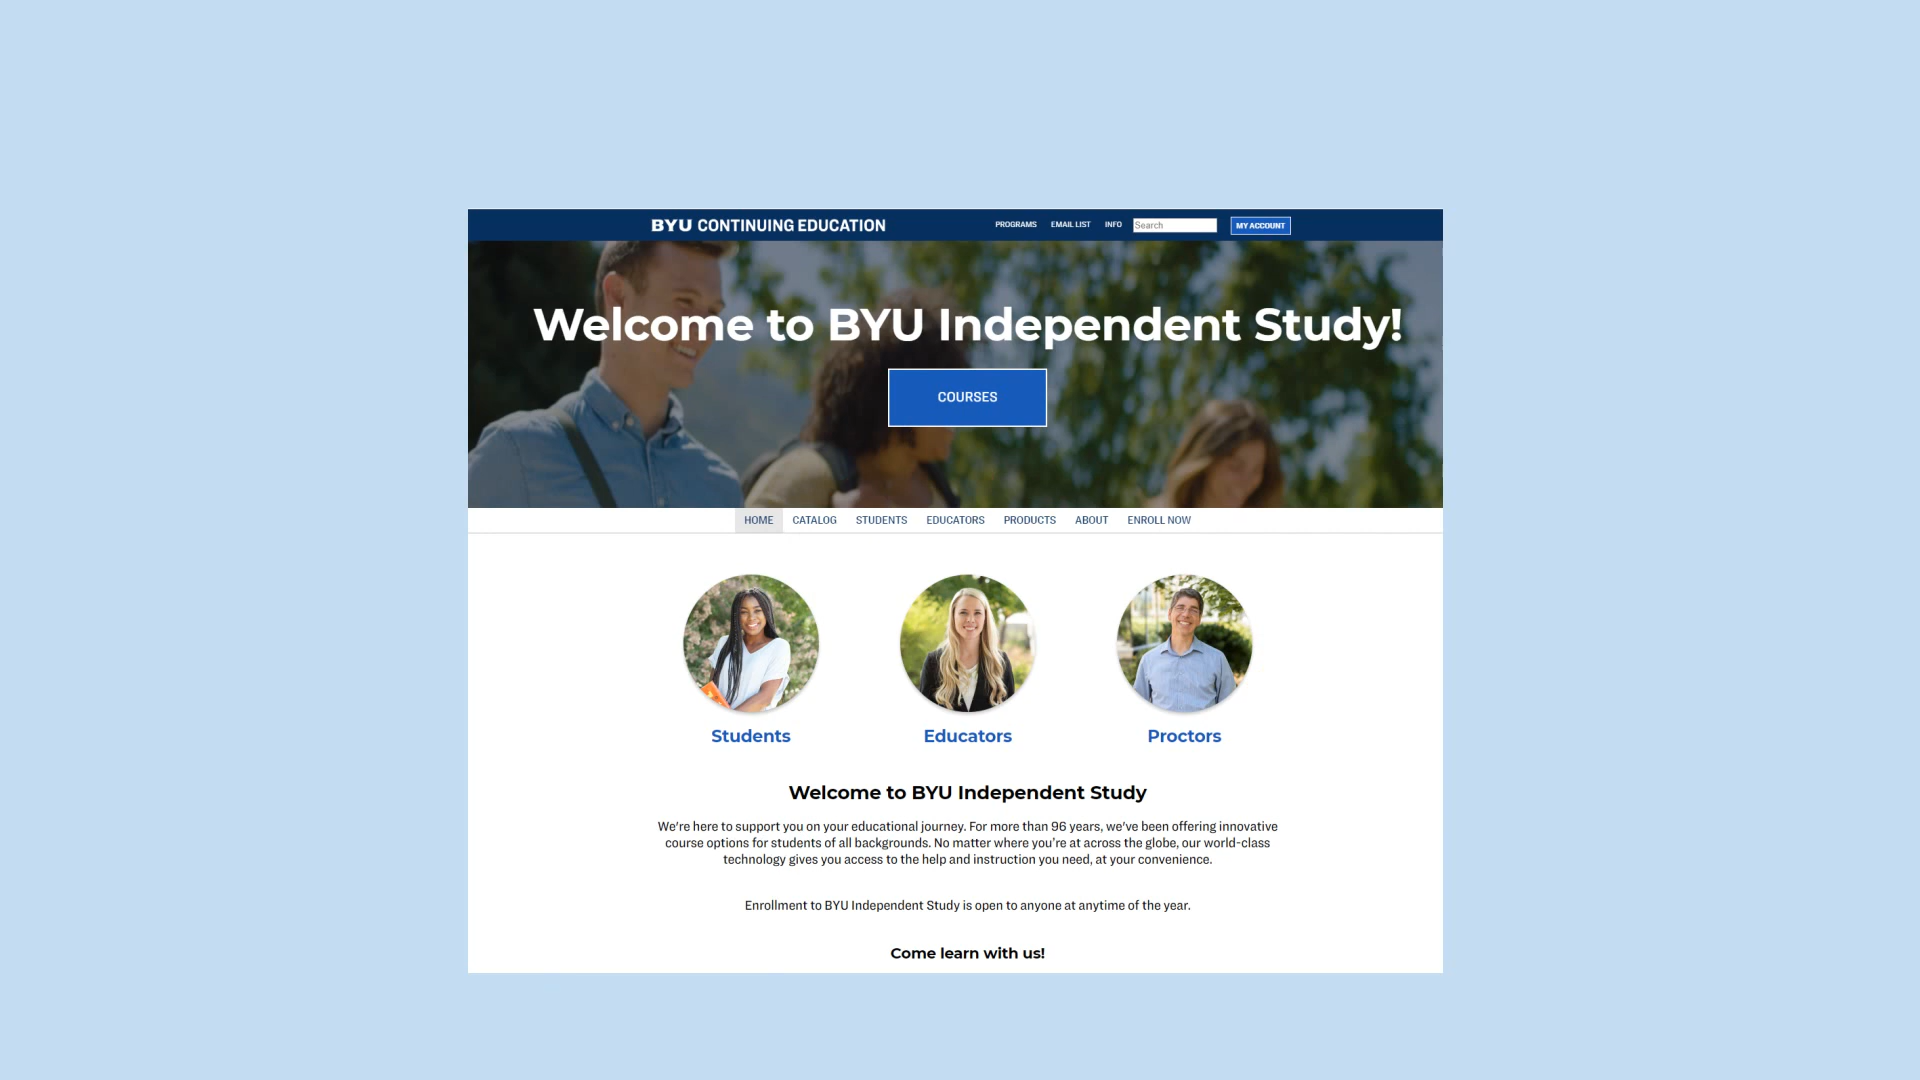 BYU CONTINUING EDUCATION
PROGRAMS EMAIL LIST INFO Search MY ACCOUNT
Welcome to BYU Independent Study!
COURSES
HOME CATALOG STUDENTS EDUCATORS PRODUCTS ABOUT ENROLL NOW
Students Educators Proctors
Welcome to BYU Independent Study
We're here to support you on your educational journey. For more than 96 years, we've been offering innovative
course options for students of all backgrounds. No matter where you're at across the globe, our world-class
technology gives you access to the help and instruction you need, at your convenience.
Enrollment to BYU Independent Study is open to anyone at anytime of the year.
Come learn with us!